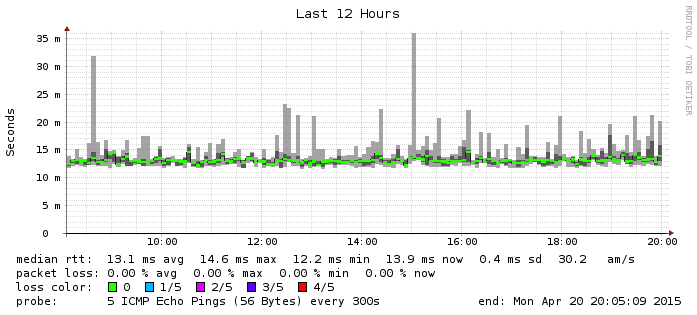 Last 12 Hours
RRDTOOL / TOBI OETIKER
Seconds
35 m
30 m
25 m
20 m
15 m
10 m
5 m
0
10:00 12:00 14:00 16:00 18:00 20:00
median rtt: 13.1 ms avg 14.6 ms max 12.2 ms min 13.9 ms now 0.4 ms sd 30.2 am/s
packet loss: 0.00 % avg 0.00 % max 0.00 % min 0.00 % now
loss color: 0 1/5 2/5 3/5 4/5
probe: 5 ICMP Echo Pings (56 Bytes) every 300s end: Mon Apr 20 20:05:09 2015